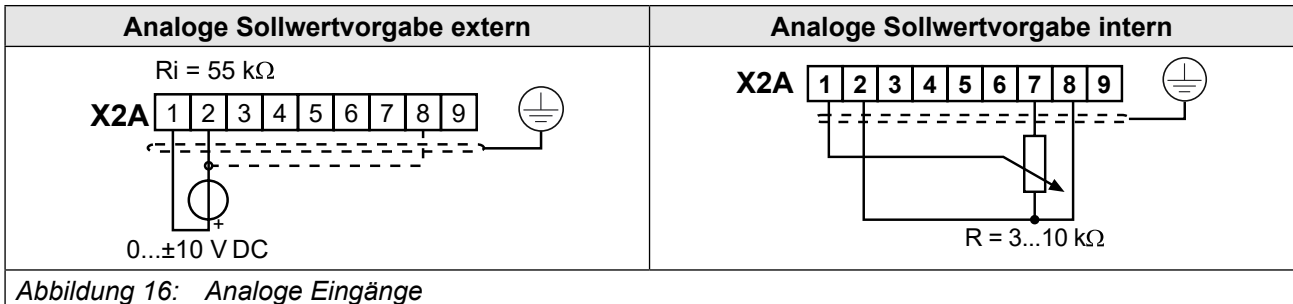 Analoge Sollwertvorgabe extern
Analoge Sollwertvorgabe intern
Ri = 55 kΩ
X2A 1 2 3 4 5 6 7 8 9
+
0...±10 V DC
X2A 1 2 3 4 5 6 7 8 9
R = 3...10 kΩ
Abbildung 16: Analoge Eingänge